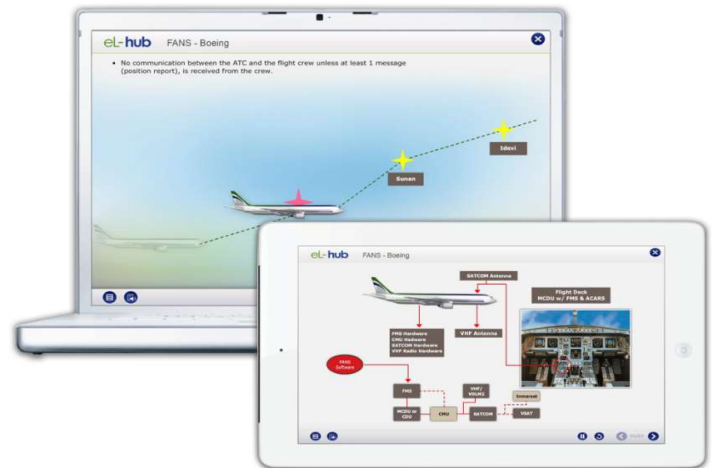 eL-hub FANS - Boeing
• No communication between the ATC and the flight crew unless at least 1 message
(position report), is received from the crew.
Idavi
Kunan
eL-hub FANS - Boeing
SATCOM Antenna
Flight Deck
MCDU w/ FMS & ACARS
FMS Hardware
CMU Hadware
SATCOM Hardware
VHF Radio Hardware
VHF Antenna
FANS
Software
FMS
VHF/
VDLM2
Inmarsat
MCDU or
CDU
CMU
SATCOM
VSAT